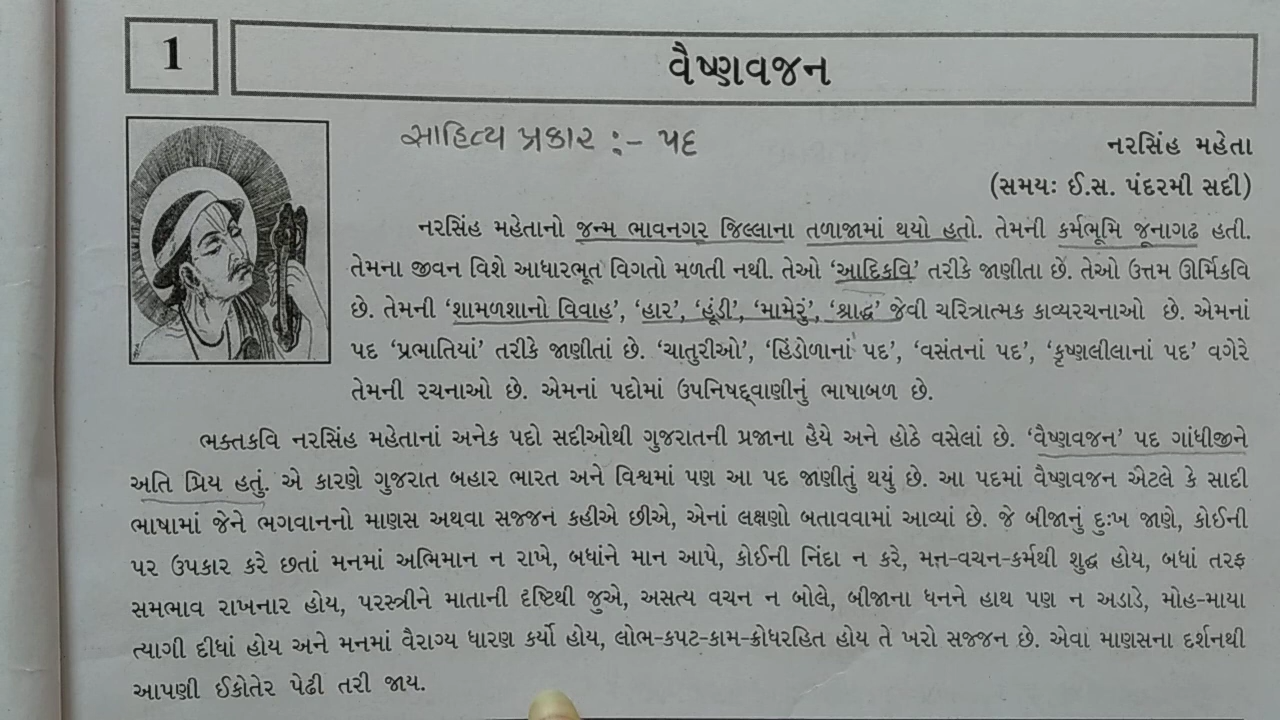 1
વૈષ્ણવજન
સાહિત્ય પ્રકાર :- પદ
નરસિંહ મહેતા
(સમયઃ ઈ.સ. પંદરમી સદી)
નરસિંહ મહેતાનો જન્મ ભાવનગર જિલ્લાના તળાજામાં થયો હતો. તેમની કર્મભૂમિ જૂનાગઢ હતી.
તેમના જીવન વિશે આધારભૂત વિગતો મળતી નથી. તેઓ ‘આદિકવિ’ તરીકે જાણીતા છે. તેઓ ઉત્તમ ઊર્મિકવિ
છે. તેમની ‘શામળશાનો વિવાહ’, ‘હાર’, ‘હૂંડી’, ‘મામેરું’, ‘શ્રાદ્ધ’ જેવી ચરિત્રાત્મક કાવ્યરચનાઓ છે. એમનાં
પદ ‘પ્રભાતિયાં’ તરીકે જાણીતાં છે. ‘ચાતુરીઓ’, ‘હિંડોળાનાં પદ’, ‘વસંતનાં પદ’, ‘કૃષ્ણલીલાનાં પદ’ વગેરે
તેમની રચનાઓ છે. એમનાં પદોમાં ઉપનિષદ્વાણીનું ભાષાબળ છે.
ભક્તકવિ નરસિંહ મહેતાનાં અનેક પદો સદીઓથી ગુજરાતની પ્રજાના હૈયે અને હોઠે વસેલાં છે. ‘વૈષ્ણવજન’ પદ ગાંધીજીને
અતિ પ્રિય હતું. એ કારણે ગુજરાત બહાર ભારત અને વિશ્વમાં પણ આ પદ જાણીતું થયું છે. આ પદમાં વૈષ્ણવજન એટલે કે સાદી
ભાષામાં જેને ભગવાનનો માણસ અથવા સજ્જન કહીએ છીએ, એનાં લક્ષણો બતાવવામાં આવ્યાં છે. જે બીજાનું દુઃખ જાણે, કોઈની
પર ઉપકાર કરે છતાં મનમાં અભિમાન ન રાખે, બધાંને માન આપે, કોઈની નિંદા ન કરે, મન-વચન-કર્મથી શુદ્ધ હોય, બધાં તરફ
સમભાવ રાખનાર હોય, પરસ્ત્રીને માતાની દૃષ્ટિથી જુએ, અસત્ય વચન ન બોલે, બીજાના ધનને હાથ પણ ન અડાડે, મોહ-માયા
ત્યાગી દીધાં હોય અને મનમાં વૈરાગ્ય ધારણ કર્યો હોય, લોભ-કપટ-કામ-ક્રોધરહિત હોય તે ખરો સજ્જન છે. એવા માણસના દર્શનથી
આપણી ઈકોતેર પેઢી તરી જાય.